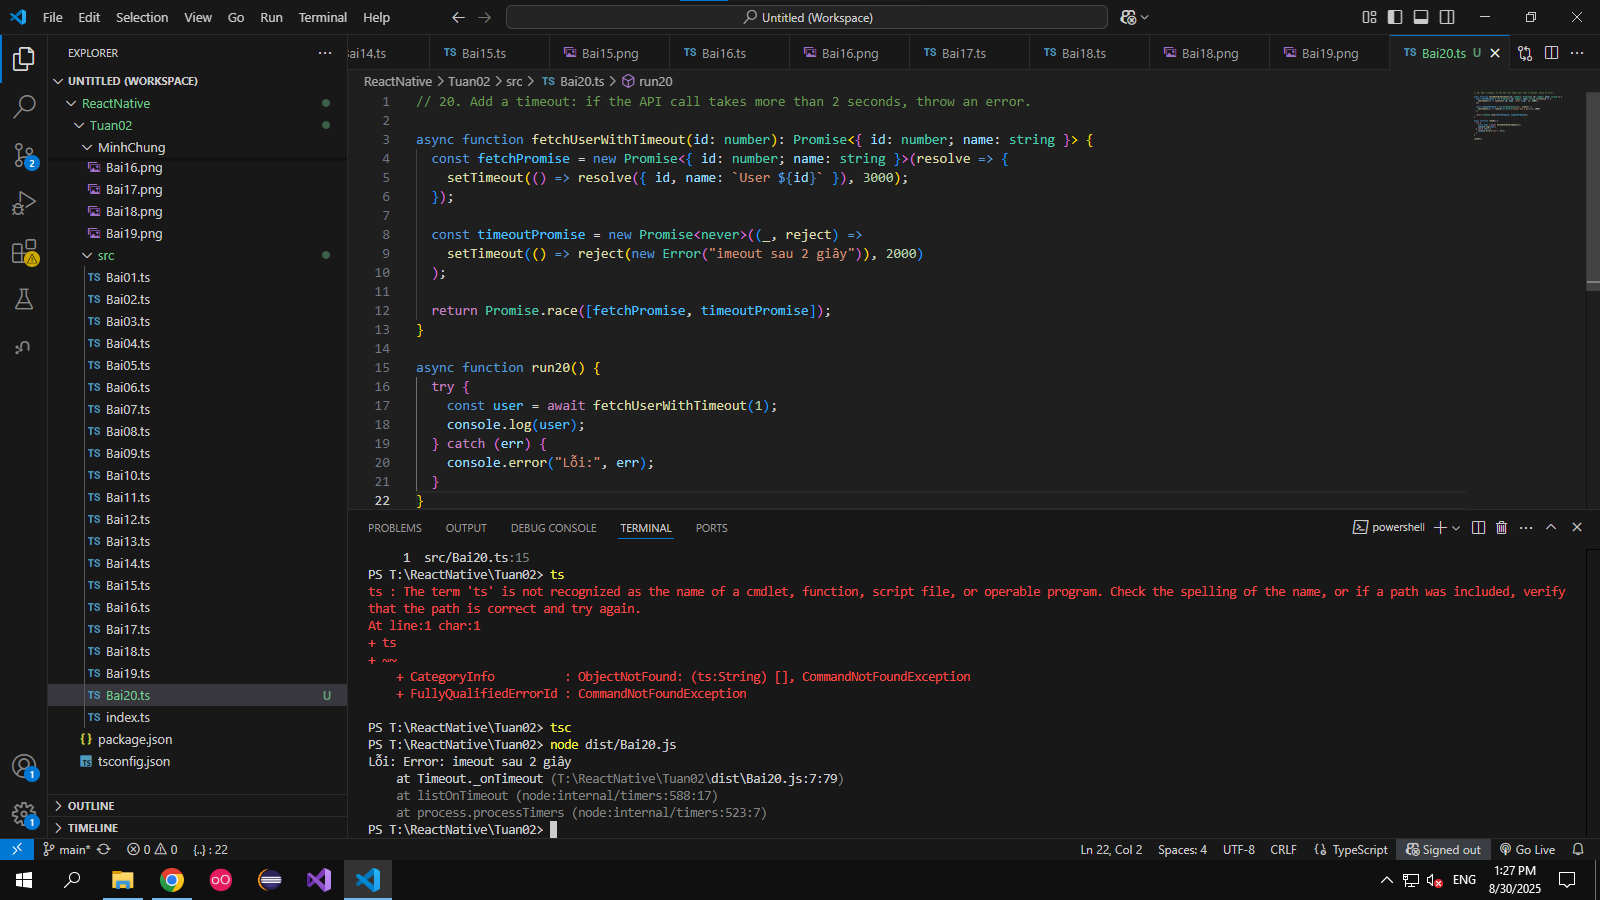 File Edit Selection View Go Run Terminal Help
Untitled (Workspace)
EXPLORER
UNTITLED (WORKSPACE)
ReactNative
Tuan02
MinhChung
Bai16.png
Bai17.png
Bai18.png
Bai19.png
src
TS Bai01.ts
TS Bai02.ts
TS Bai03.ts
TS Bai04.ts
TS Bai05.ts
TS Bai06.ts
TS Bai07.ts
TS Bai08.ts
TS Bai09.ts
TS Bai10.ts
TS Bai11.ts
TS Bai12.ts
TS Bai13.ts
TS Bai14.ts
TS Bai15.ts
TS Bai16.ts
TS Bai17.ts
TS Bai18.ts
TS Bai19.ts
TS Bai20.ts U
TS index.ts
{} package.json
TS tsconfig.json
OUTLINE
TIMELINE
2
1
1
ai14.ts TS Bai15.ts Bai15.png TS Bai16.ts Bai16.png TS Bai17.ts TS Bai18.ts Bai18.png Bai19.png TS Bai20.ts U
ReactNative > Tuan02 > src > TS Bai20.ts > run20
1 // 20. Add a timeout: if the API call takes more than 2 seconds, throw an error.
2
3 async function fetchUserWithTimeout(id: number): Promise<{ id: number; name: string }> {
4 const fetchPromise = new Promise<{ id: number; name: string }>(resolve => {
5 setTimeout(() => resolve({ id, name: `User ${id}` }), 3000);
6 });
7
8 const timeoutPromise = new Promise<never>((_, reject) =>
9 setTimeout(() => reject(new Error("imeout sau 2 giây")), 2000)
10 );
11
12 return Promise.race([fetchPromise, timeoutPromise]);
13 }
14
15 async function run20() {
16 try {
17 const user = await fetchUserWithTimeout(1);
18 console.log(user);
19 } catch (err) {
20 console.error("Lỗi:", err);
21 }
22 }
PROBLEMS OUTPUT DEBUG CONSOLE TERMINAL PORTS
powershell
1 src/Bai20.ts:15
PS T:\ReactNative\Tuan02> ts
ts : The term 'ts' is not recognized as the name of a cmdlet, function, script file, or operable program. Check the spelling of the name, or if a path was included, verify
that the path is correct and try again.
At line:1 char:1
+ ts
+ ~~
+ CategoryInfo : ObjectNotFound: (ts:String) [], CommandNotFoundException
+ FullyQualifiedErrorId : CommandNotFoundException
PS T:\ReactNative\Tuan02> tsc
PS T:\ReactNative\Tuan02> node dist/Bai20.js
Lỗi: Error: imeout sau 2 giây
at Timeout._onTimeout (T:\ReactNative\Tuan02\dist\Bai20.js:7:79)
at listOnTimeout (node:internal/timers:588:17)
at process.processTimers (node:internal/timers:523:7)
PS T:\ReactNative\Tuan02>
main* 0 0 {..} : 22
Ln 22, Col 2 Spaces: 4 UTF-8 CRLF {} TypeScript Signed out Go Live
ENG
1:27 PM
8/30/2025